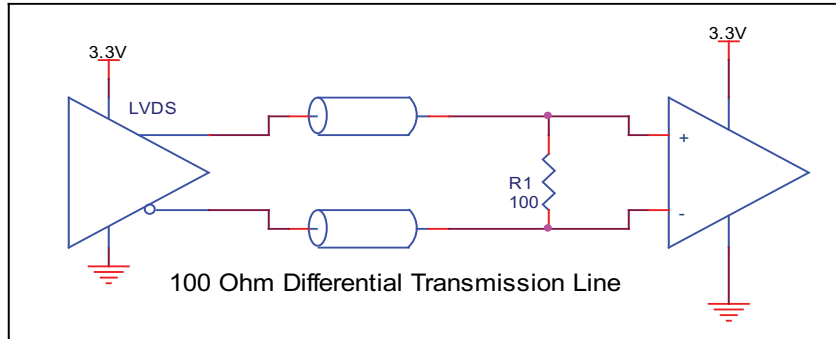 3.3V
3.3V
LVDS
+
R1
100
-
100 Ohm Differential Transmission Line